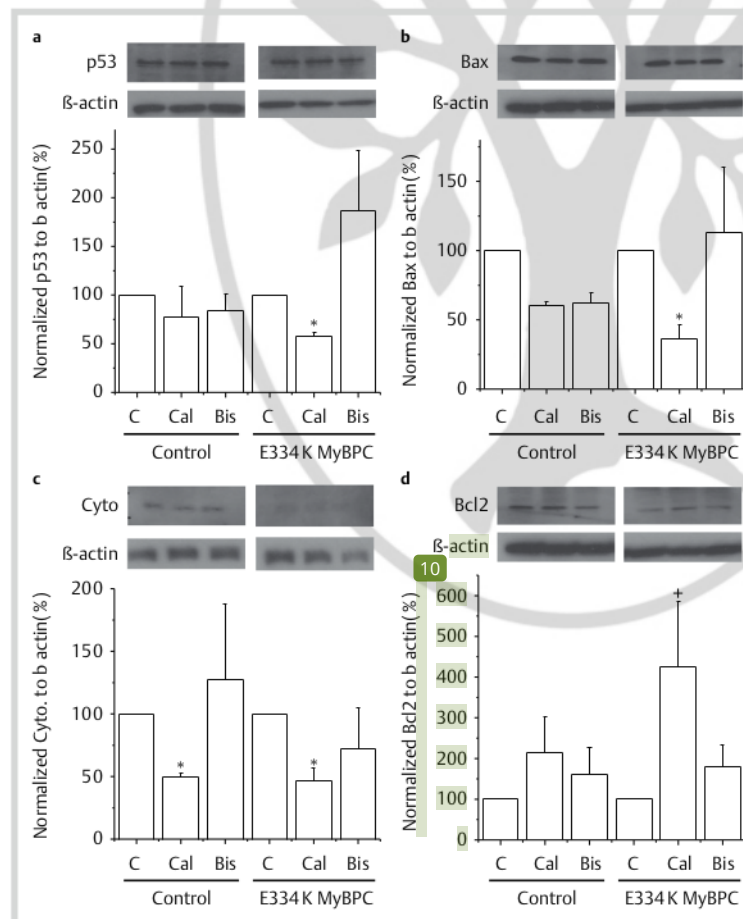 a
p53
ß-actin
Normalized p53 to b actin(%)
250
200
150
100
50
0
*
C Cal Bis C Cal Bis
Control E334 K MyBPC
b
Bax
ß-actin
Normalized Bax to b actin(%)
150
100
50
0
*
C Cal Bis C Cal Bis
Control E334 K MyBPC
c
Cyto
ß-actin
Normalized Cyto. to b actin(%)
200
150
100
50
0
* *
C Cal Bis C Cal Bis
Control E334 K MyBPC
d
Bcl2
ß-actin
10
Normalized Bcl2 to b actin(%)
600
500
400
300
200
100
0
+
C Cal Bis C Cal Bis
Control E334 K MyBPC